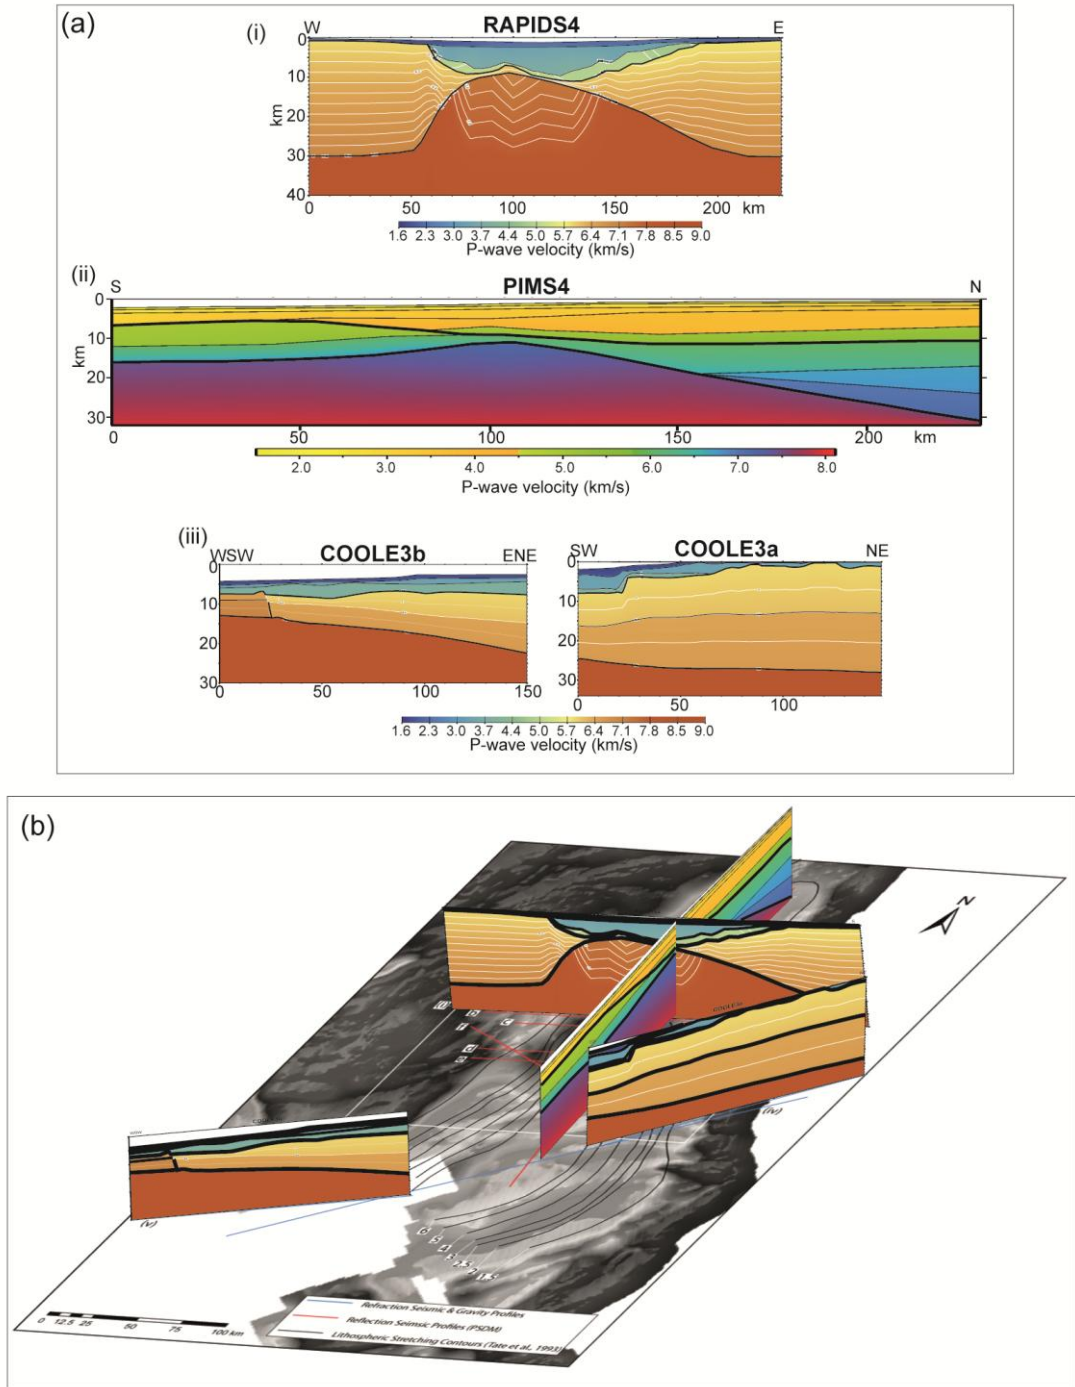 (a)
RAPIDS4
W
E
(i)
0
10
20
30
40
km
0
50
100
150
200
km
1.6 2.3 3.0 3.7 4.4 5.0 5.7 6.4 7.1 7.8 8.5 9.0
P-wave velocity (km/s)
(ii)
PIMS4
S
N
0
10
20
30
km
0
50
100
150
200
km
2.0 3.0 4.0 5.0 6.0 7.0 8.0
P-wave velocity (km/s)
(iii)
WSW
COOLE3b
ENE
0
10
20
30
0
50
100
150
SW
COOLE3a
NE
0
10
20
30
0
50
100
1.6 2.3 3.0 3.7 4.4 5.0 5.7 6.4 7.1 7.8 8.5 9.0
P-wave velocity (km/s)
(b)
N
b
c
d
(iv)
(v)
6
5
4
3
0 12.5 25 50 75 100 km
Refraction Seismic & Gravity Profiles
Reflection Seimsic Profiles (PSDM)
Lithospheric Stretching Contours (Tate et al., 1993)